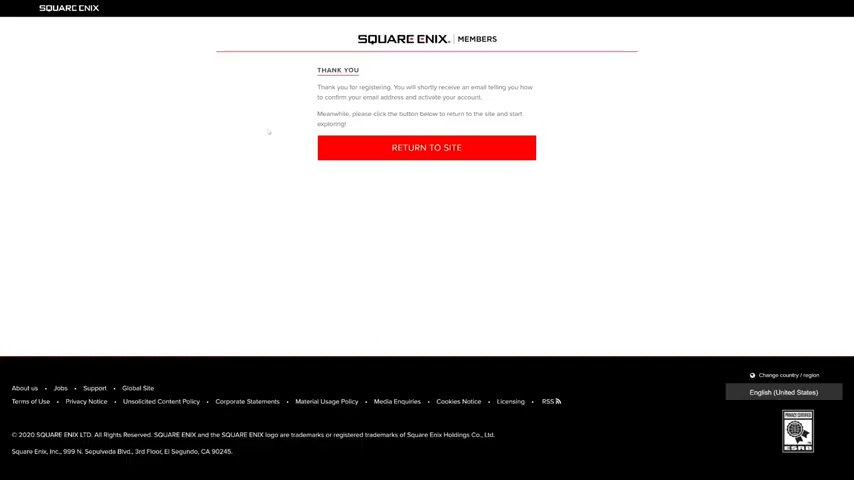 SQUARE ENIX
SQUARE ENIX | MEMBERS
THANK YOU
Thank you for registering. You will shortly receive an email telling you how
to confirm your email address and activate your account.
Meanwhile, please click the button below to return to the site and start
exploring!
RETURN TO SITE
Change country / region
About us • Jobs • Support • Global Site
English (United States)
Terms of Use • Privacy Notice • Unsolicited Content Policy • Corporate Statements • Material Usage Policy • Media Enquiries • Cookies Notice • Licensing • RSS
PRIVACY CERTIFIED
ESRB
© 2020 SQUARE ENIX LTD. All Rights Reserved. SQUARE ENIX and the SQUARE ENIX logo are trademarks or registered trademarks of Square Enix Holdings Co., Ltd.
Square Enix, Inc., 999 N. Sepulveda Blvd., 3rd Floor, El Segundo, CA 90245.